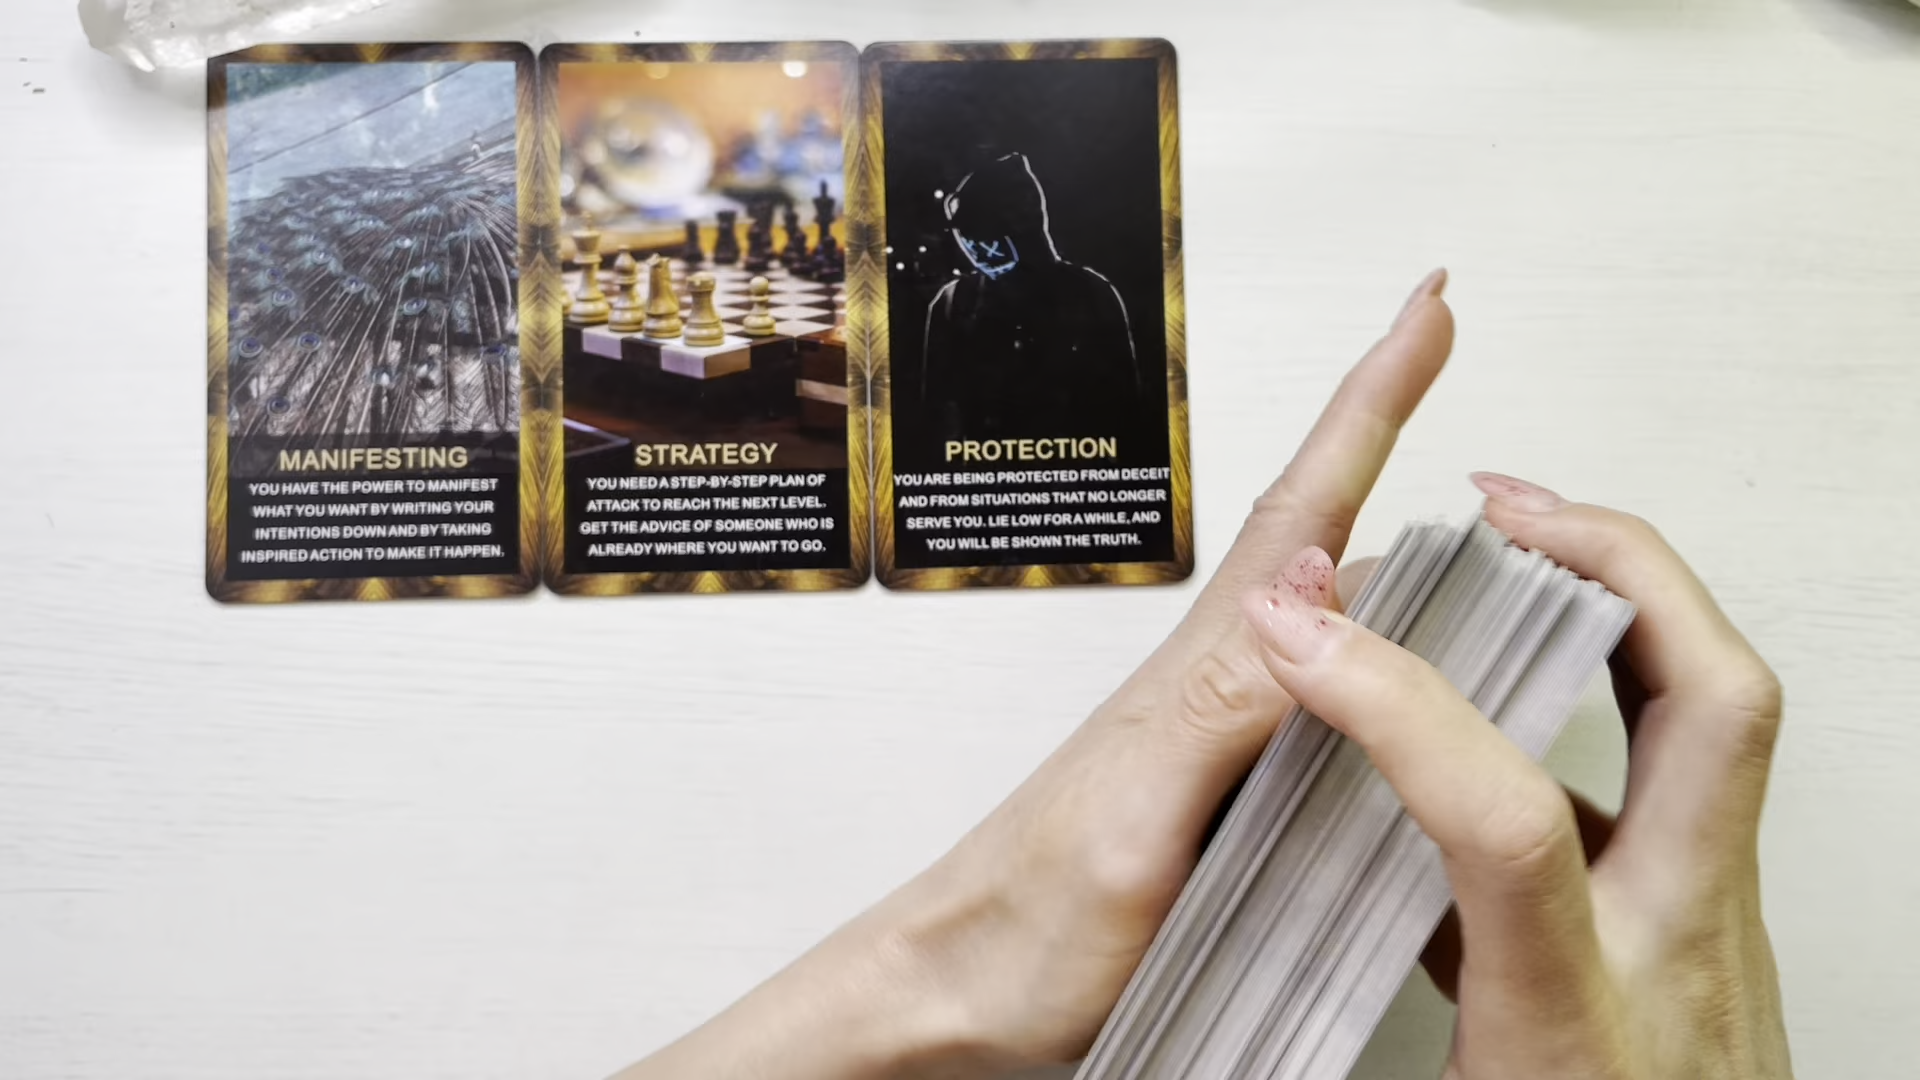 MANIFESTING
YOU HAVE THE POWER TO MANIFEST
WHAT YOU WANT BY WRITING YOUR
INTENTIONS DOWN AND BY TAKING
INSPIRED ACTION TO MAKE IT HAPPEN.
STRATEGY
YOU NEED A STEP-BY-STEP PLAN OF
ATTACK TO REACH THE NEXT LEVEL.
GET THE ADVICE OF SOMEONE WHO IS
ALREADY WHERE YOU WANT TO GO.
PROTECTION
YOU ARE BEING PROTECTED FROM DECEIT
AND FROM SITUATIONS THAT NO LONGER
SERVE YOU. LIE LOW FOR A WHILE, AND
YOU WILL BE SHOWN THE TRUTH.